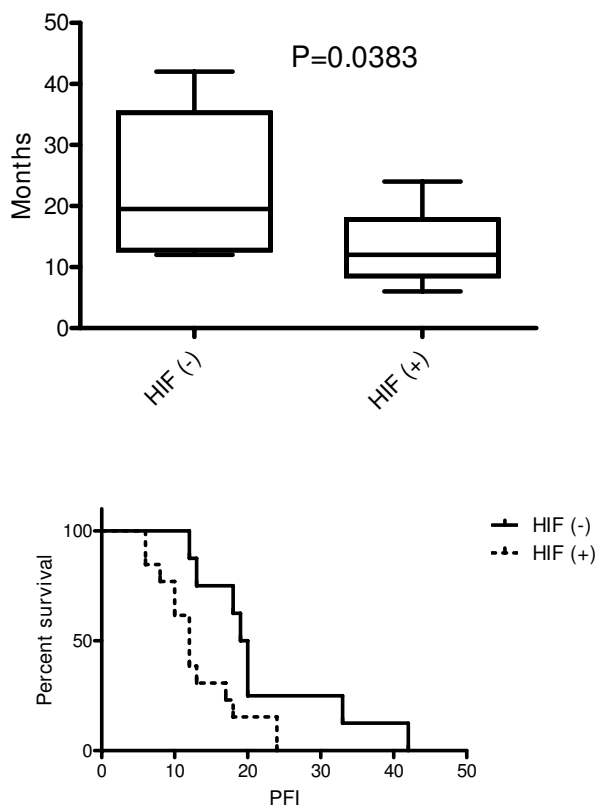 50
P=0.0383
40
30
Months
20
10
0
HIF (-)
HIF (+)
HIF (-)
HIF (+)
100
Percent survival
50
0
0 10 20 30 40 50
PFI